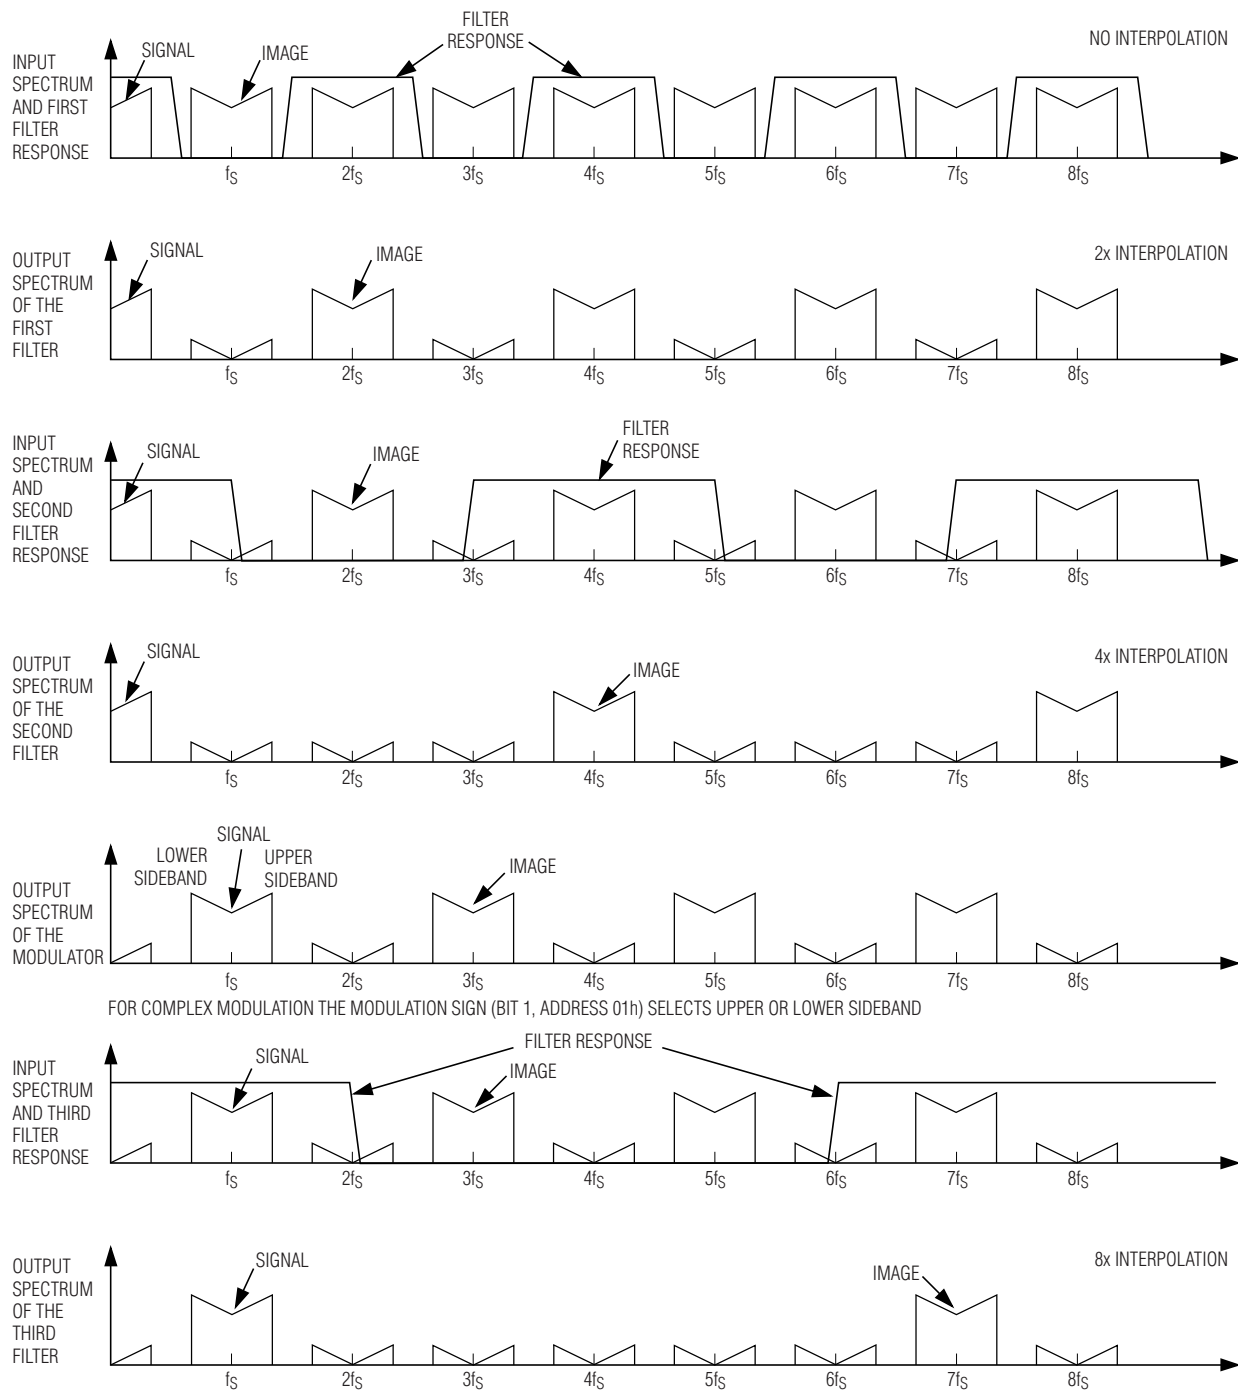 FILTER
RESPONSE
NO INTERPOLATION
SIGNAL
IMAGE
INPUT
SPECTRUM
AND FIRST
FILTER
RESPONSE
fS 2fS 3fS 4fS 5fS 6fS 7fS 8fS
OUTPUT
SPECTRUM
OF THE
FIRST
FILTER
SIGNAL
IMAGE
2x INTERPOLATION
fS 2fS 3fS 4fS 5fS 6fS 7fS 8fS
INPUT
SPECTRUM
AND
SECOND
FILTER
RESPONSE
SIGNAL
IMAGE
FILTER
RESPONSE
fS 2fS 3fS 4fS 5fS 6fS 7fS 8fS
OUTPUT
SPECTRUM
OF THE
SECOND
FILTER
SIGNAL
IMAGE
4x INTERPOLATION
fS 2fS 3fS 4fS 5fS 6fS 7fS 8fS
OUTPUT
SPECTRUM
OF THE
MODULATOR
SIGNAL
LOWER
SIDEBAND
UPPER
SIDEBAND
IMAGE
fS 2fS 3fS 4fS 5fS 6fS 7fS 8fS
FOR COMPLEX MODULATION THE MODULATION SIGN (BIT 1, ADDRESS 01h) SELECTS UPPER OR LOWER SIDEBAND
INPUT
SPECTRUM
AND THIRD
FILTER
RESPONSE
SIGNAL
FILTER RESPONSE
IMAGE
fS 2fS 3fS 4fS 5fS 6fS 7fS 8fS
OUTPUT
SPECTRUM
OF THE
THIRD
FILTER
SIGNAL
IMAGE
8x INTERPOLATION
fS 2fS 3fS 4fS 5fS 6fS 7fS 8fS